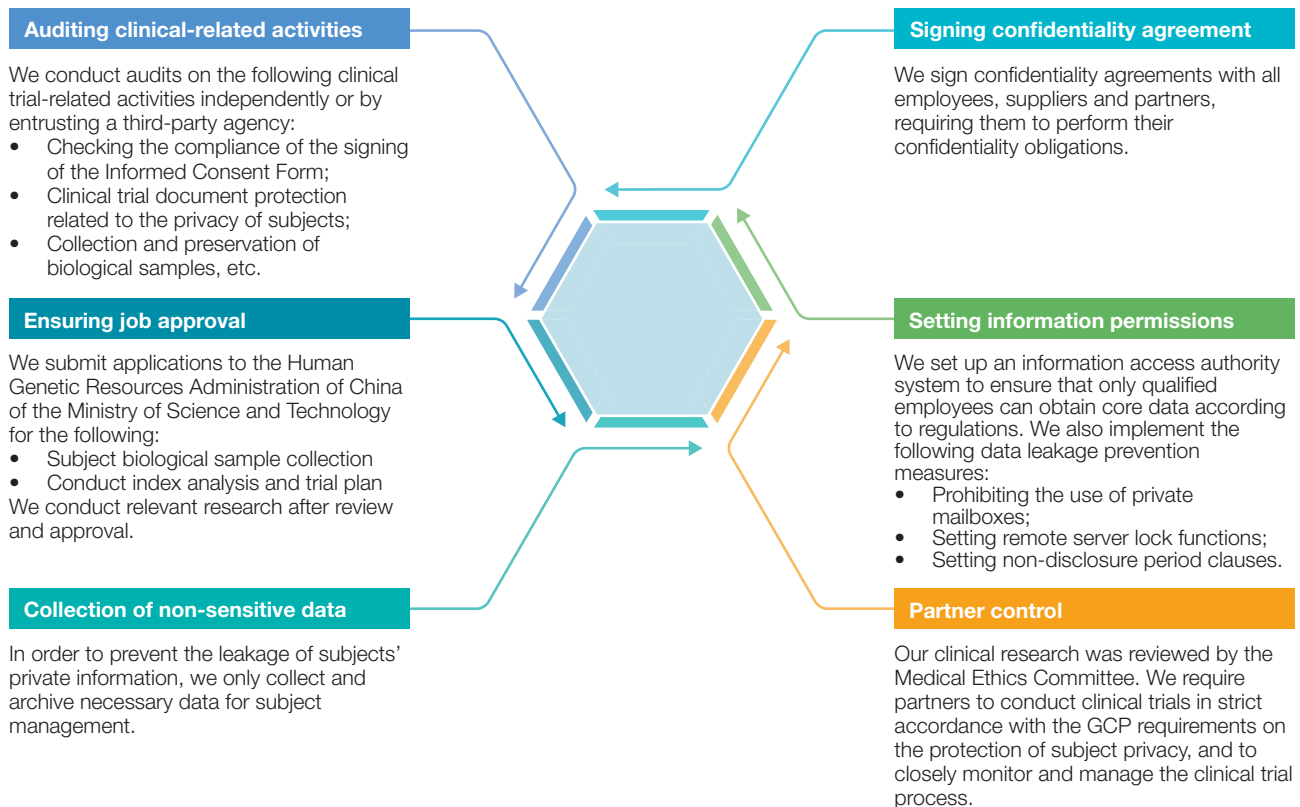 Auditing clinical-related activities
We conduct audits on the following clinical
trial-related activities independently or by
entrusting a third-party agency:
• Checking the compliance of the signing
of the Informed Consent Form;
• Clinical trial document protection
related to the privacy of subjects;
• Collection and preservation of
biological samples, etc.
Ensuring job approval
We submit applications to the Human
Genetic Resources Administration of China
of the Ministry of Science and Technology
for the following:
• Subject biological sample collection
• Conduct index analysis and trial plan
We conduct relevant research after review
and approval.
Collection of non-sensitive data
In order to prevent the leakage of subjects’
private information, we only collect and
archive necessary data for subject
management.
Signing confidentiality agreement
We sign confidentiality agreements with all
employees, suppliers and partners,
requiring them to perform their
confidentiality obligations.
Setting information permissions
We set up an information access authority
system to ensure that only qualified
employees can obtain core data according
to regulations. We also implement the
following data leakage prevention
measures:
• Prohibiting the use of private
mailboxes;
• Setting remote server lock functions;
• Setting non-disclosure period clauses.
Partner control
Our clinical research was reviewed by the
Medical Ethics Committee. We require
partners to conduct clinical trials in strict
accordance with the GCP requirements on
the protection of subject privacy, and to
closely monitor and manage the clinical trial
process.